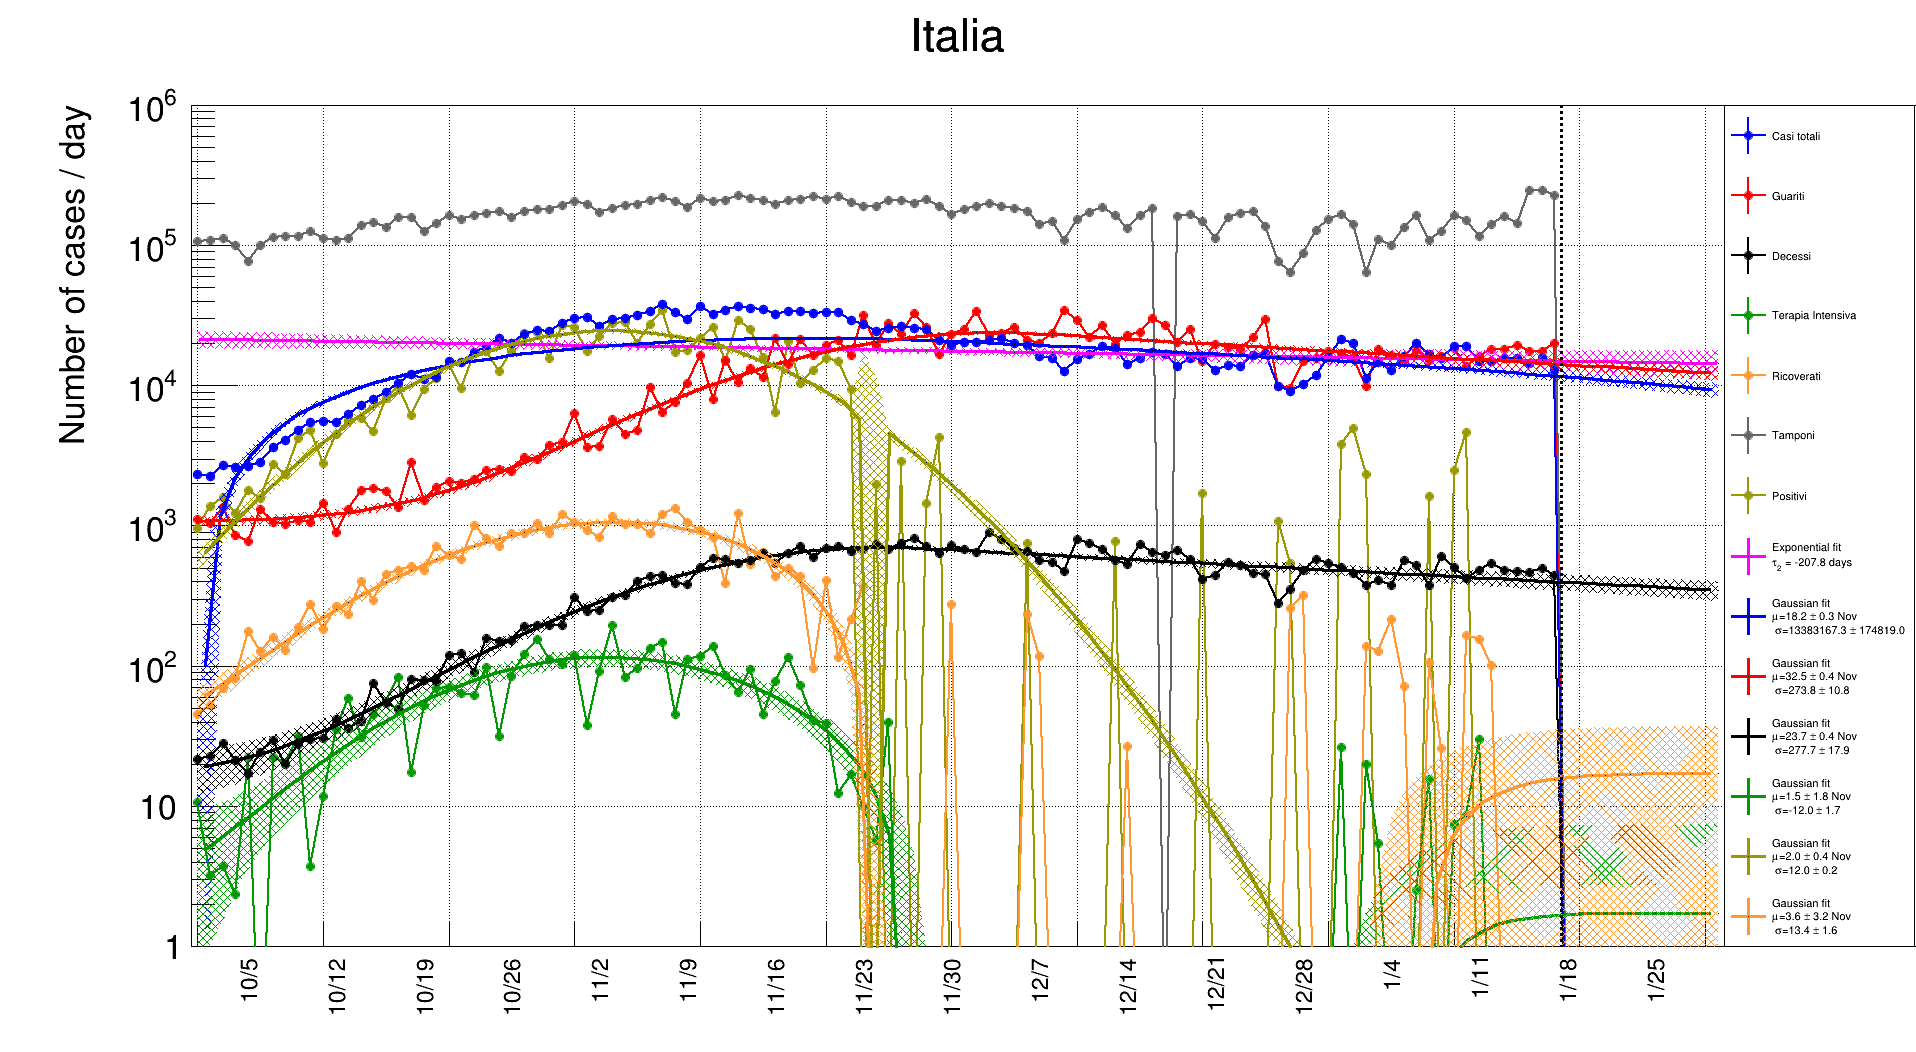 Italia
Number of cases / day
10^6
10^5
10^4
10^3
10^2
10
1
10/5
10/12
10/19
10/26
11/2
11/9
11/16
11/23
11/30
12/7
12/14
12/21
12/28
1/4
1/11
1/18
1/25
Casi totali
Guariti
Decessi
Terapia Intensiva
Ricoverati
Tamponi
Positivi
Exponential fit
τ₂ = -207.8 days
Gaussian fit
μ=18.2 ± 0.3 Nov
σ=13383167.3 ± 174819.0
Gaussian fit
μ=32.5 ± 0.4 Nov
σ=273.8 ± 10.8
Gaussian fit
μ=23.7 ± 0.4 Nov
σ=277.7 ± 17.9
Gaussian fit
μ=1.5 ± 1.8 Nov
σ=-12.0 ± 1.7
Gaussian fit
μ=2.0 ± 0.4 Nov
σ=12.0 ± 0.2
Gaussian fit
μ=3.6 ± 3.2 Nov
σ=13.4 ± 1.6